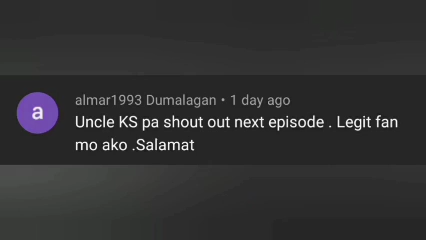 a
almar1993 Dumalagan • 1 day ago
Uncle KS pa shout out next episode . Legit fan
mo ako .Salamat